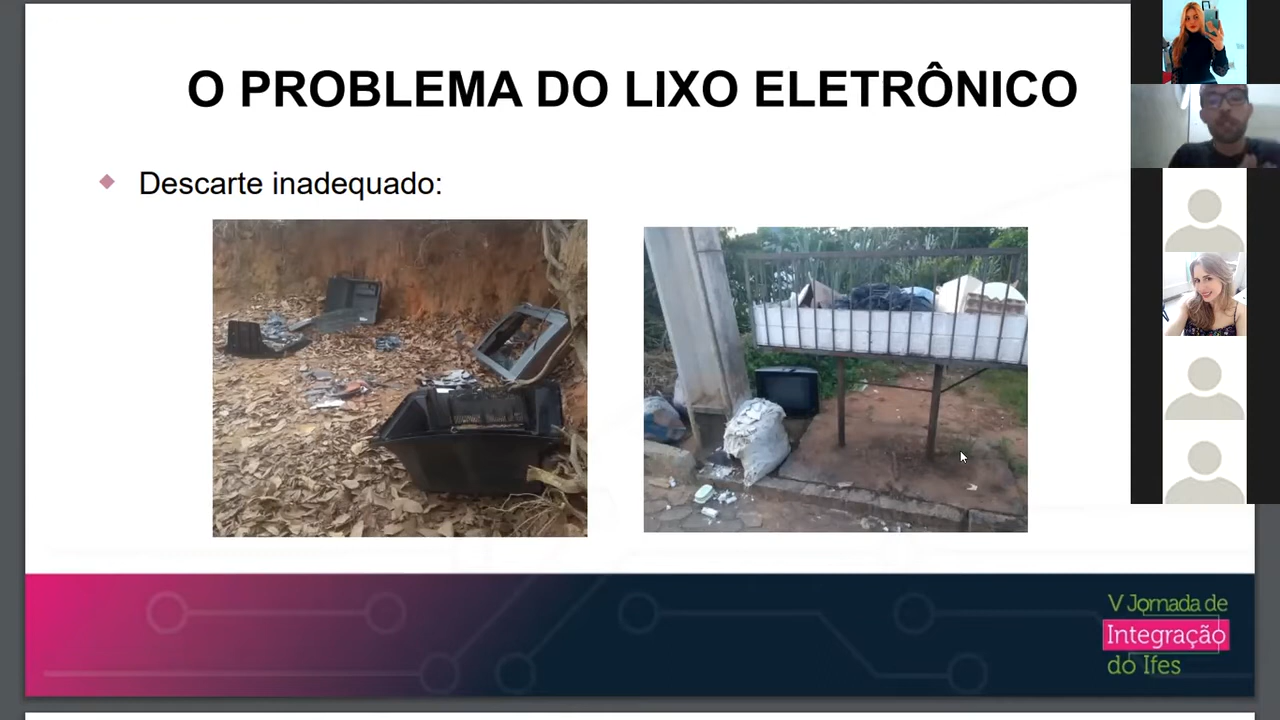 O PROBLEMA DO LIXO ELETRÔNICO
Descarte inadequado:
V Jornada de
Integração
do Ifes